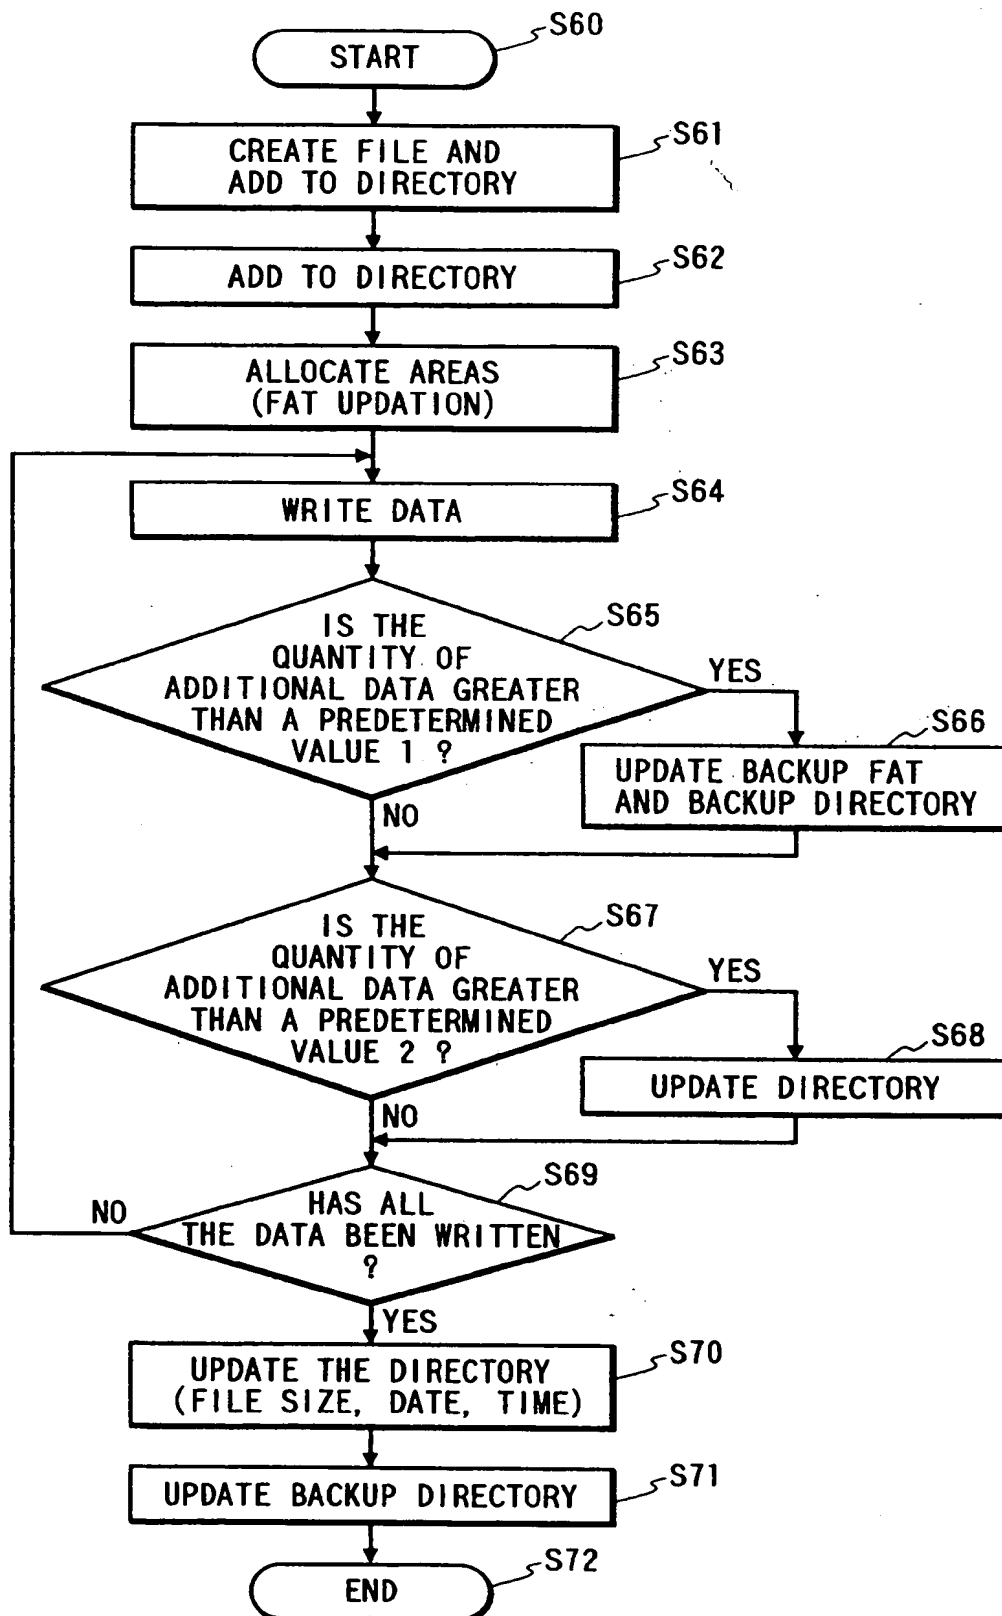 S60
START
S61
CREATE FILE AND
ADD TO DIRECTORY
S62
ADD TO DIRECTORY
S63
ALLOCATE AREAS
(FAT UPDATION)
S64
WRITE DATA
S65
IS THE
QUANTITY OF
ADDITIONAL DATA GREATER
THAN A PREDETERMINED
VALUE 1 ?
YES
S66
UPDATE BACKUP FAT
AND BACKUP DIRECTORY
NO
S67
IS THE
QUANTITY OF
ADDITIONAL DATA GREATER
THAN A PREDETERMINED
VALUE 2 ?
YES
S68
UPDATE DIRECTORY
NO
S69
HAS ALL
THE DATA BEEN WRITTEN
?
NO
YES
S70
UPDATE THE DIRECTORY
(FILE SIZE, DATE, TIME)
S71
UPDATE BACKUP DIRECTORY
S72
END